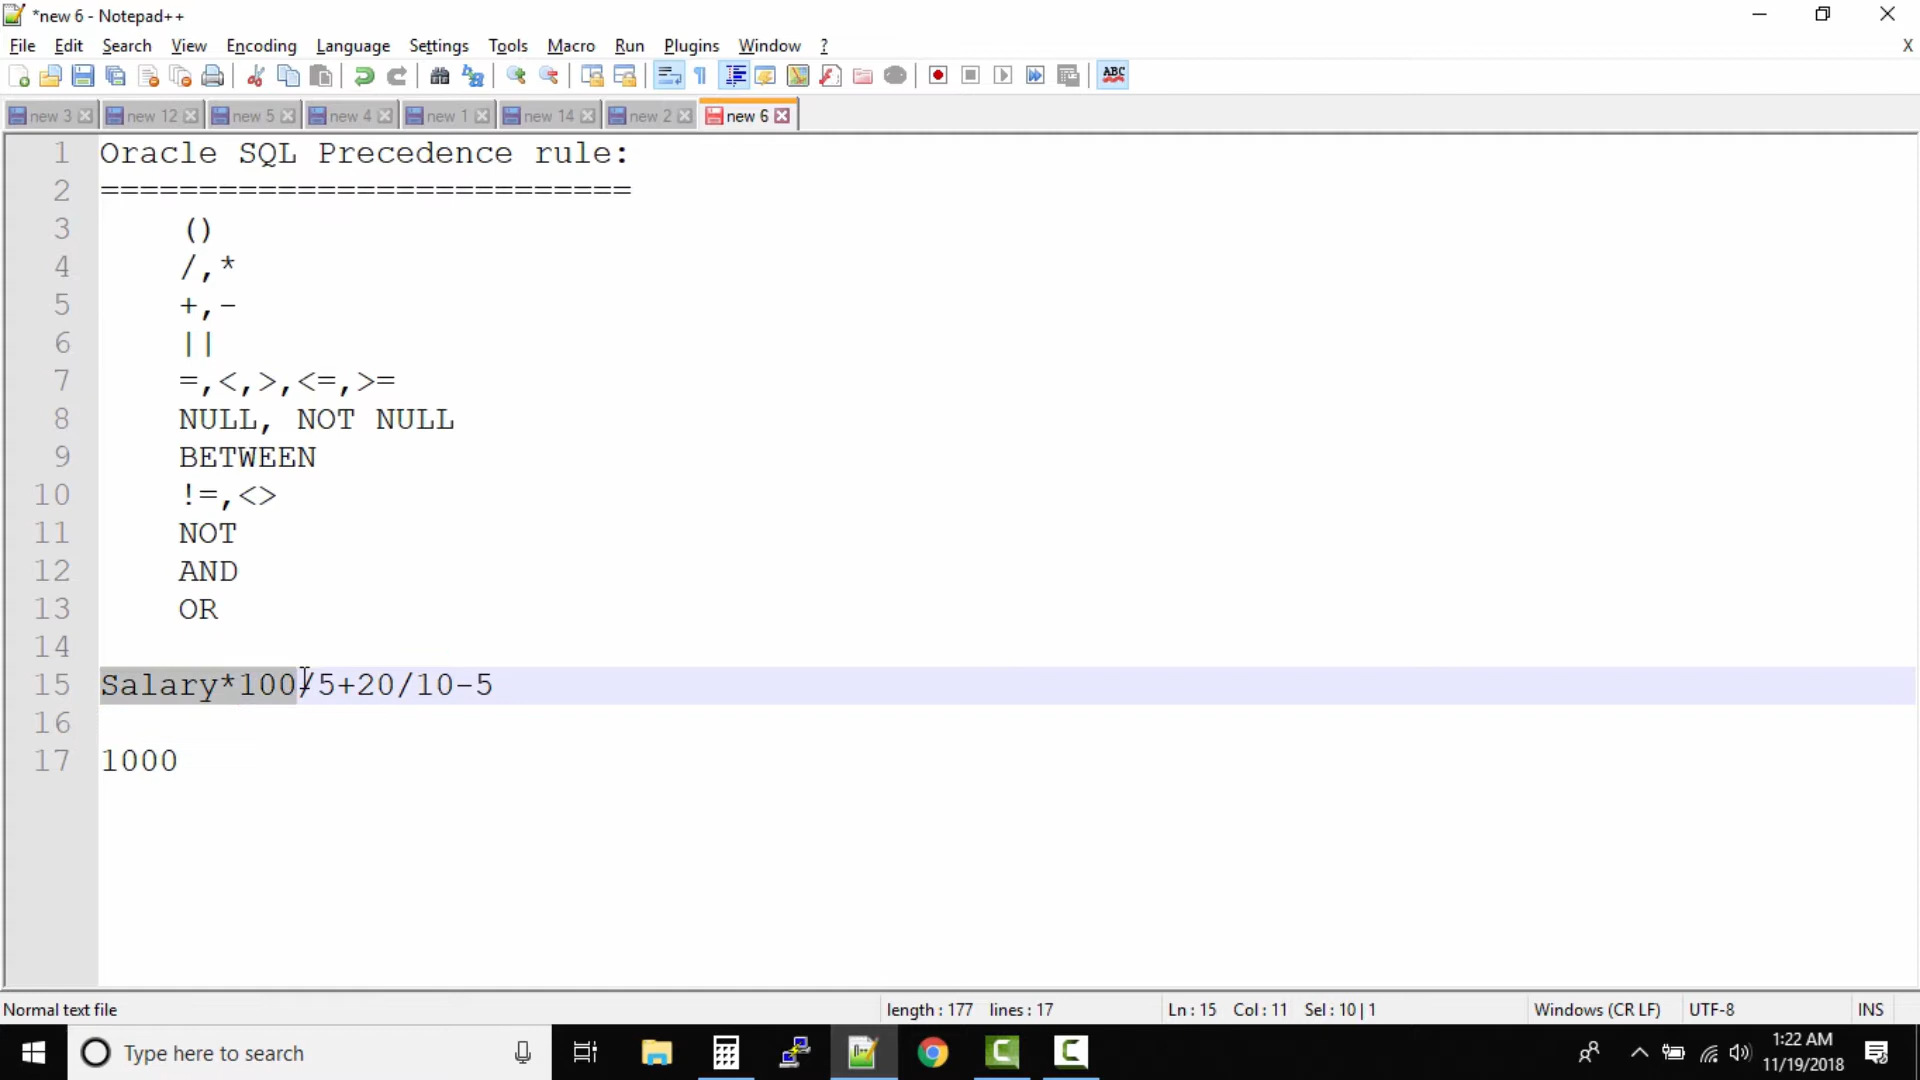 *new 6 - Notepad++
File Edit Search View Encoding Language Settings Tools Macro Run Plugins Window ? X
ABC
new 3 new 12 new 5 new 4 new 1 new 14 new 2 new 6
1 Oracle SQL Precedence rule:
2 ===========================
3 ()
4 /,*
5 +,-
6 ||
7 =,<,>,<=,>=
8 NULL, NOT NULL
9 BETWEEN
10 !=,<>
11 NOT
12 AND
13 OR
14
15 Salary*100/5+20/10-5
16
17 1000
Normal text file length : 177 lines : 17 Ln : 15 Col : 11 Sel : 10 | 1 Windows (CR LF) UTF-8 INS
Type here to search
1:22 AM
11/19/2018